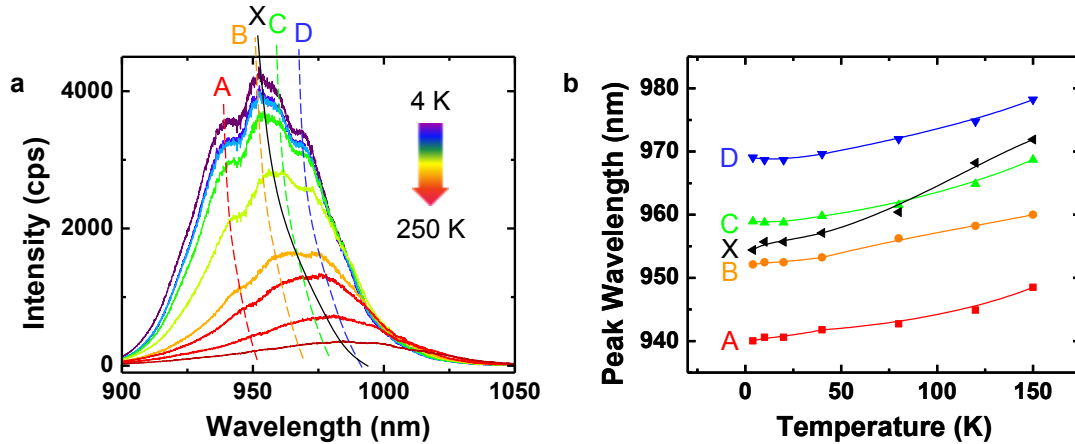 a
A
B
X
C
D
4 K
250 K
4000
2000
0
900
950
1000
1050
Intensity (cps)
Wavelength (nm)
b
980
970
960
950
940
D
C
X
B
A
0
50
100
150
Peak Wavelength (nm)
Temperature (K)